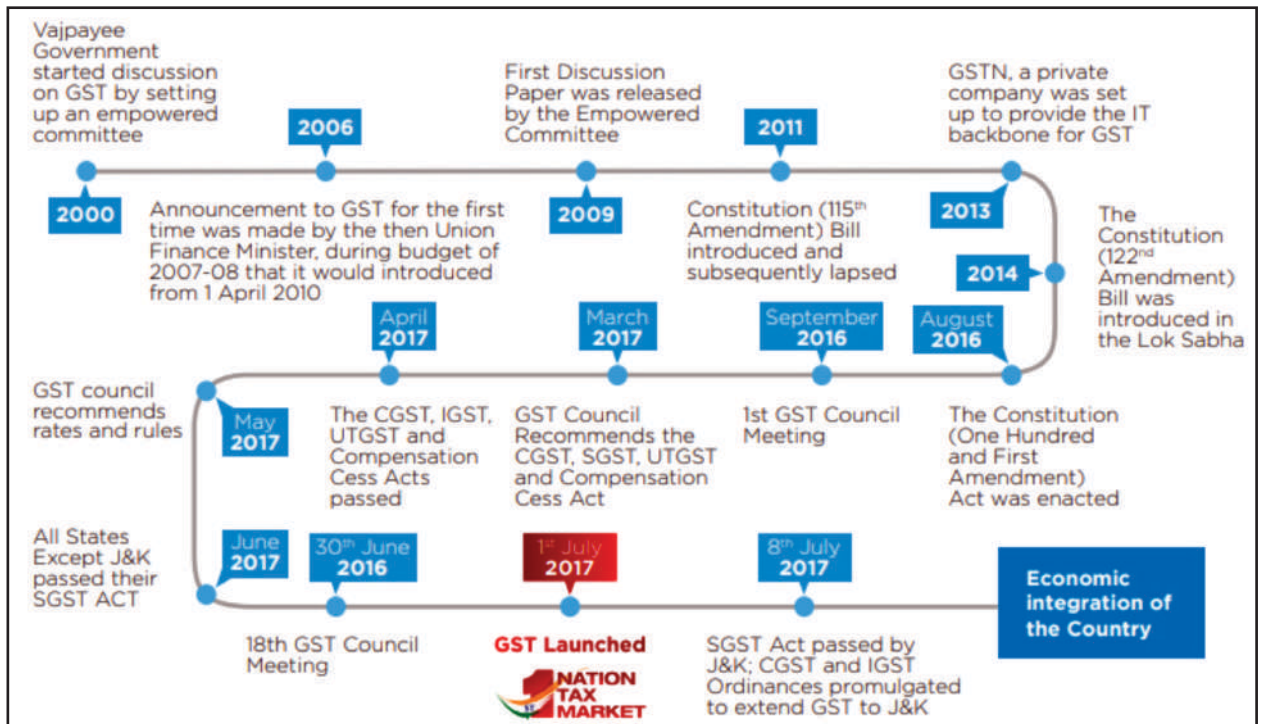 Vajpayee
Government
started discussion
on GST by setting
up an empowered
committee
2000
2006
Announcement to GST for the first
time was made by the then Union
Finance Minister, during budget of
2007-08 that it would introduced
from 1 April 2010
First Discussion
Paper was released
by the Empowered
Committee
2009
2011
Constitution (115th
Amendment) Bill
introduced and
subsequently lapsed
GSTN, a private
company was set
up to provide the IT
backbone for GST
2013
2014
The
Constitution
(122nd
Amendment)
Bill was
introduced in
the Lok Sabha
August
2016
The Constitution
(One Hundred
and First
Amendment)
Act was enacted
September
2016
1st GST Council
Meeting
March
2017
GST Council
Recommends the
CGST, SGST, UTGST
and Compensation
Cess Act
April
2017
The CGST, IGST,
UTGST and
Compensation
Cess Acts
passed
GST council
recommends
rates and rules
May
2017
All States
Except J&K
passed their
SGST ACT
June
2017
30th June
2016
18th GST Council
Meeting
1st July
2017
GST Launched
1 NATION
TAX
MARKET
8th July
2017
SGST Act passed by
J&K; CGST and IGST
Ordinances promulgated
to extend GST to J&K
Economic
integration of
the Country